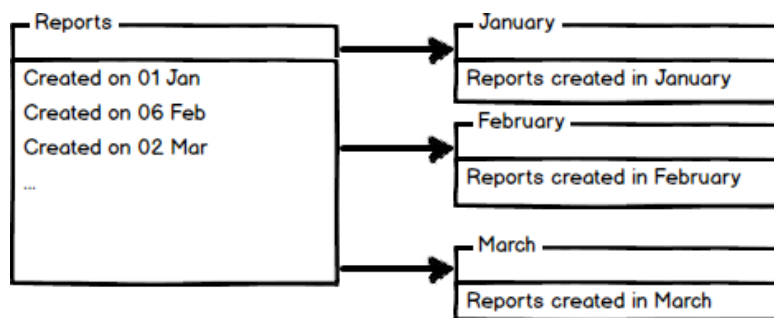 Reports
Created on 01 Jan
Created on 06 Feb
Created on 02 Mar
...
January
Reports created in January
February
Reports created in February
March
Reports created in March